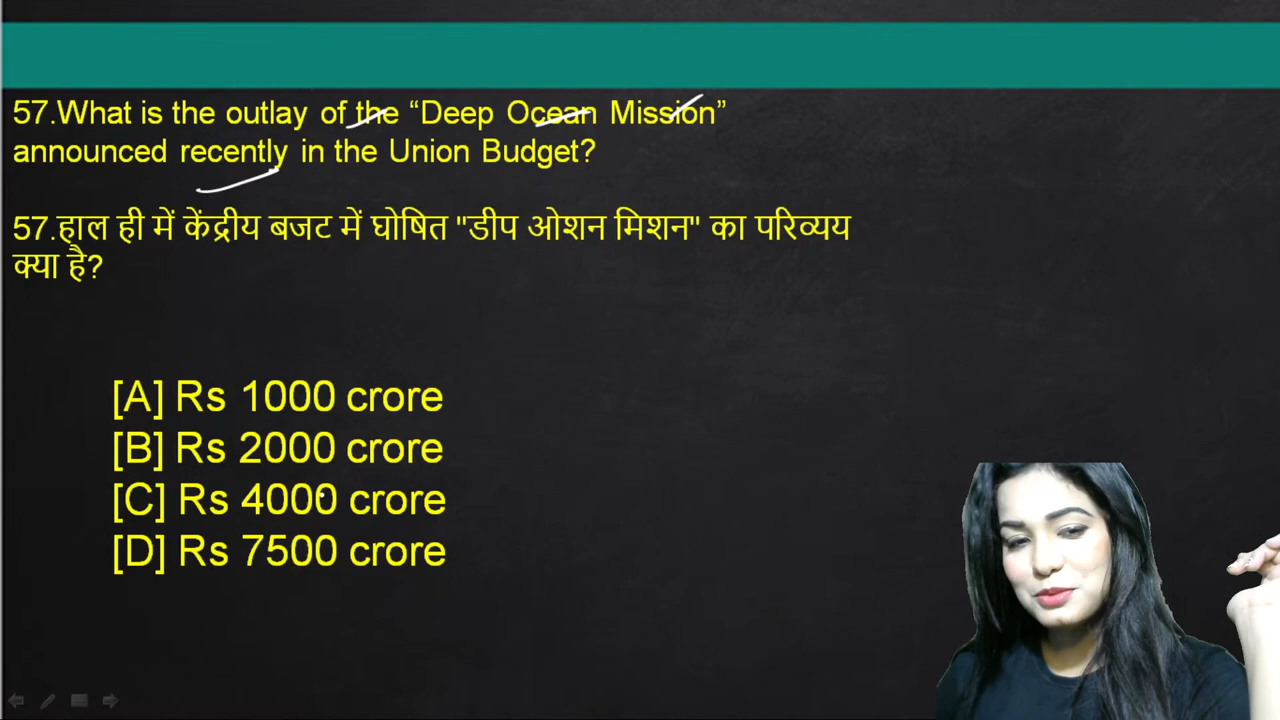 57.What is the outlay of the “Deep Ocean Mission”
announced recently in the Union Budget?
57.हाल ही में केंद्रीय बजट में घोषित "डीप ओशन मिशन" का परिव्यय
क्या है?
[A] Rs 1000 crore
[B] Rs 2000 crore
[C] Rs 4000 crore
[D] Rs 7500 crore